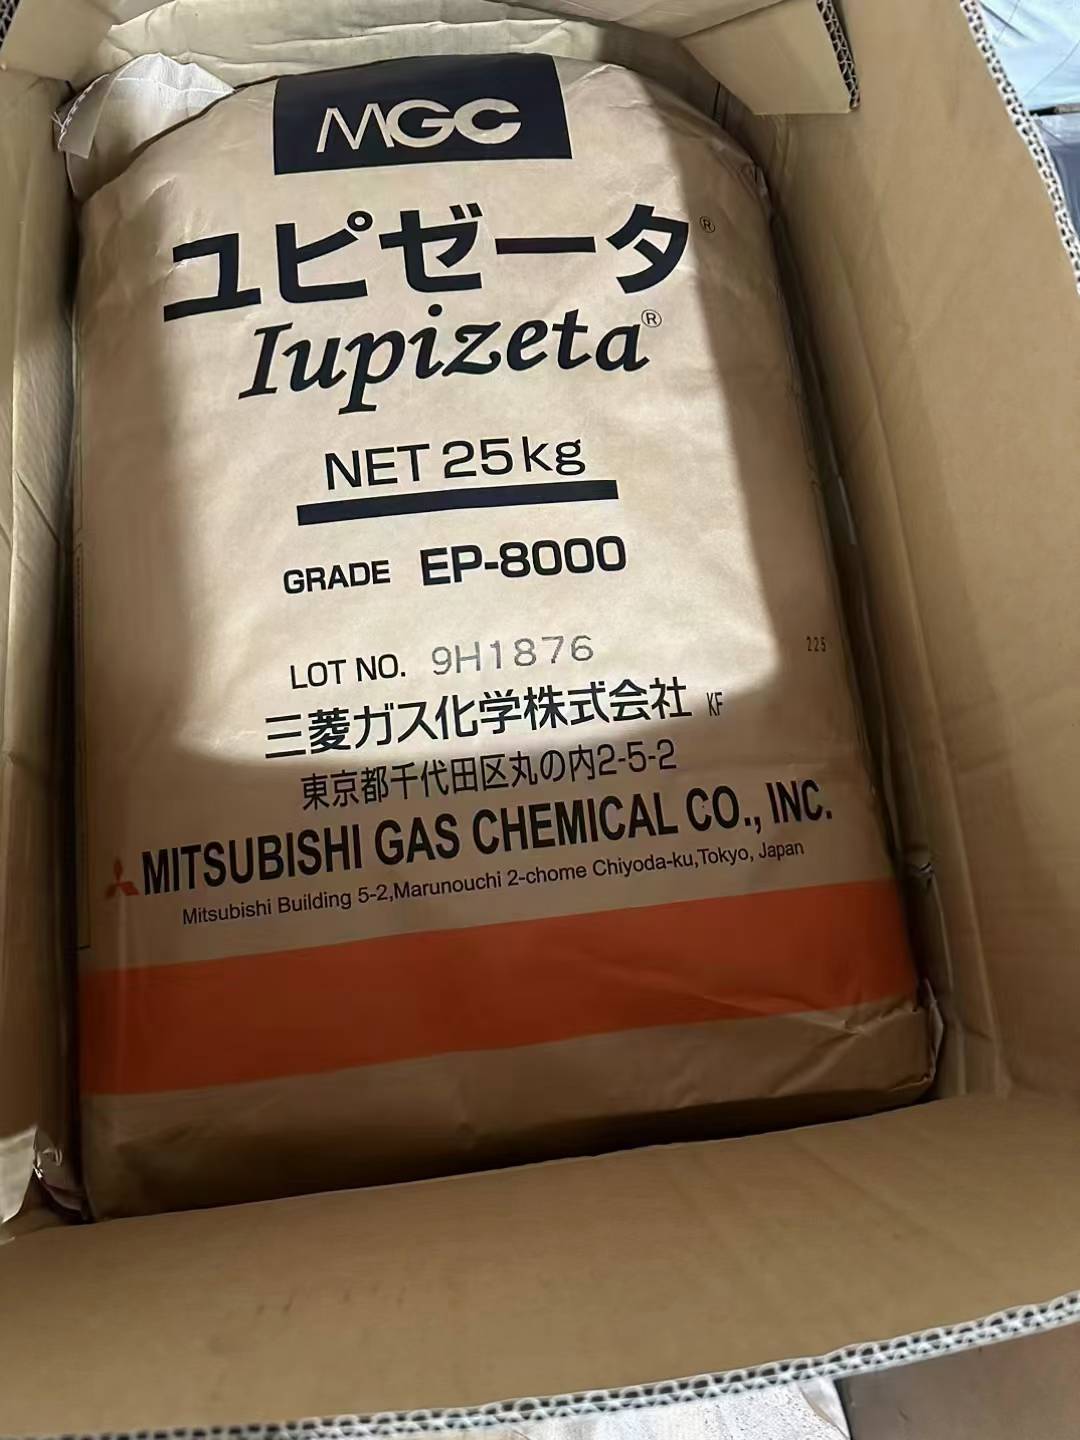 MGC
ユピゼータ®
Iupizeta®
NET 25kg
GRADE EP-8000
LOT NO. 9H1876
225
三菱ガス化学株式会社 KF
東京都千代田区丸の内2-5-2
MITSUBISHI GAS CHEMICAL CO., INC.
Mitsubishi Building 5-2,Marunouchi 2-chome Chiyoda-ku,Tokyo, Japan